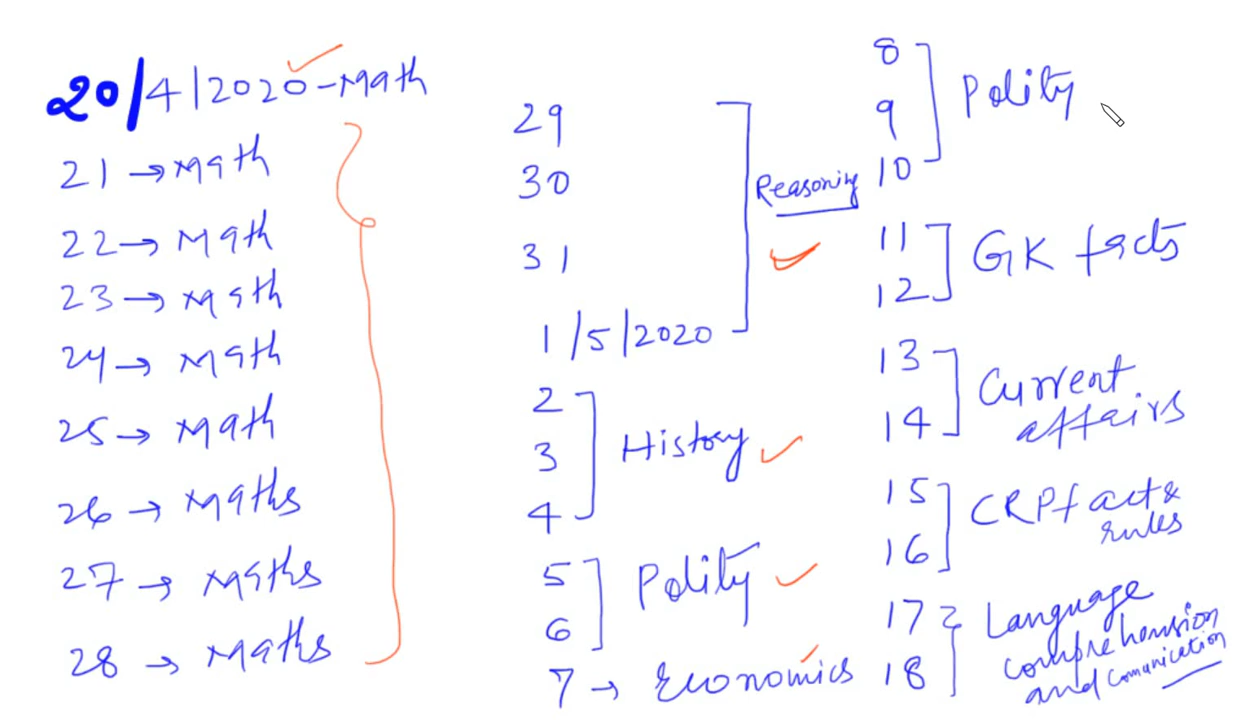 20/4/2020-Math
21→Math
22→Math
23→Math
24→Math
25→Math
26→Maths
27→Maths
28→Maths
29
30
31
1/5/2020
Reasoning
2
3
4
History
5
6
Polity
7→Economics
8
9
10
Polity
11
12
GK facts
13
14
Current
affairs
15
16
CRPf act &
rules
17
18
Language
comprehension
and comunication